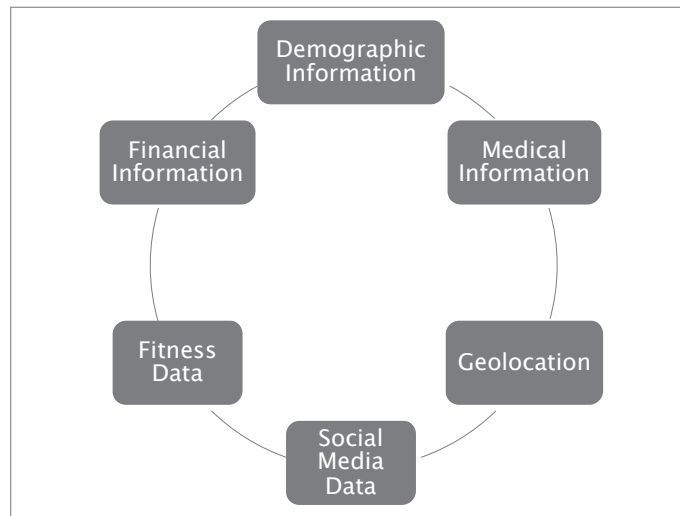 Demographic
Information
Medical
Information
Geolocation
Social
Media
Data
Fitness
Data
Financial
Information